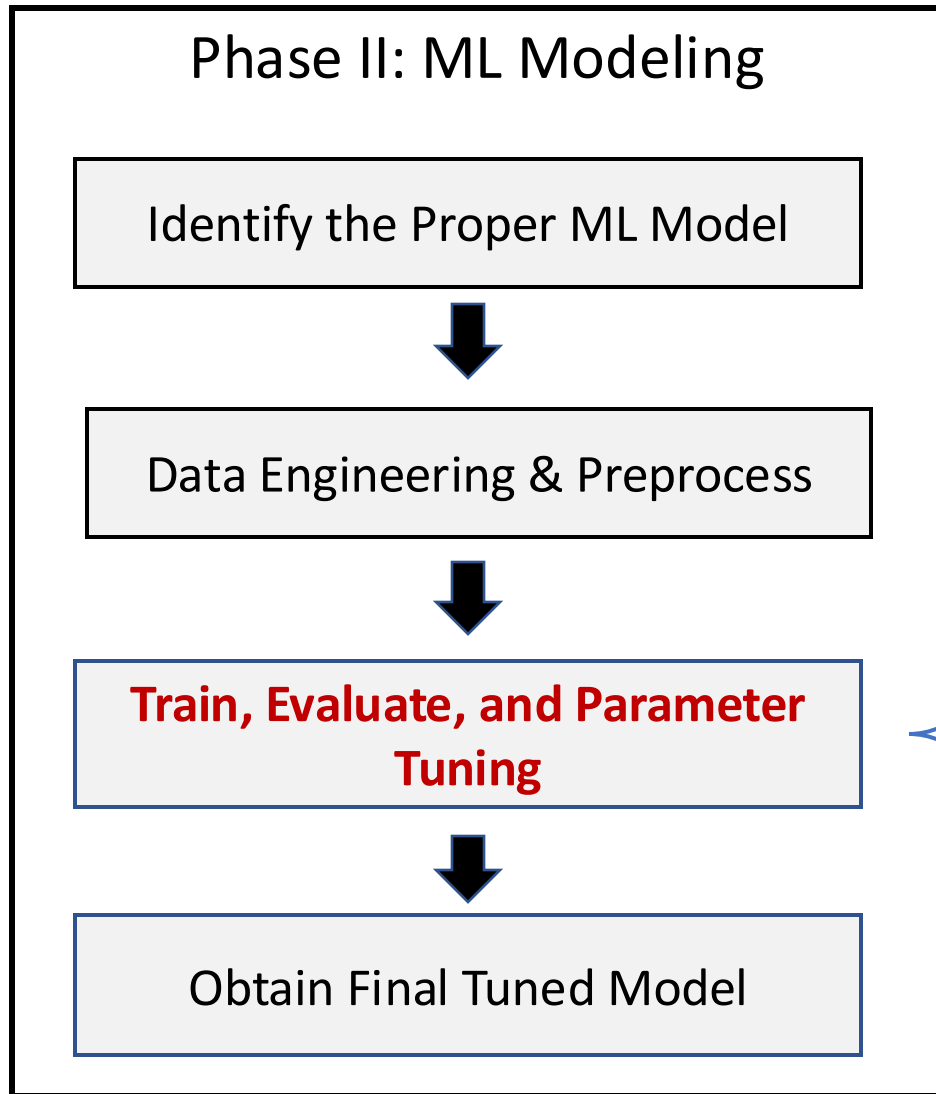 Phase II: ML Modeling
Identify the Proper ML Model
Data Engineering & Preprocess
Train, Evaluate, and Parameter
Tuning
Obtain Final Tuned Model